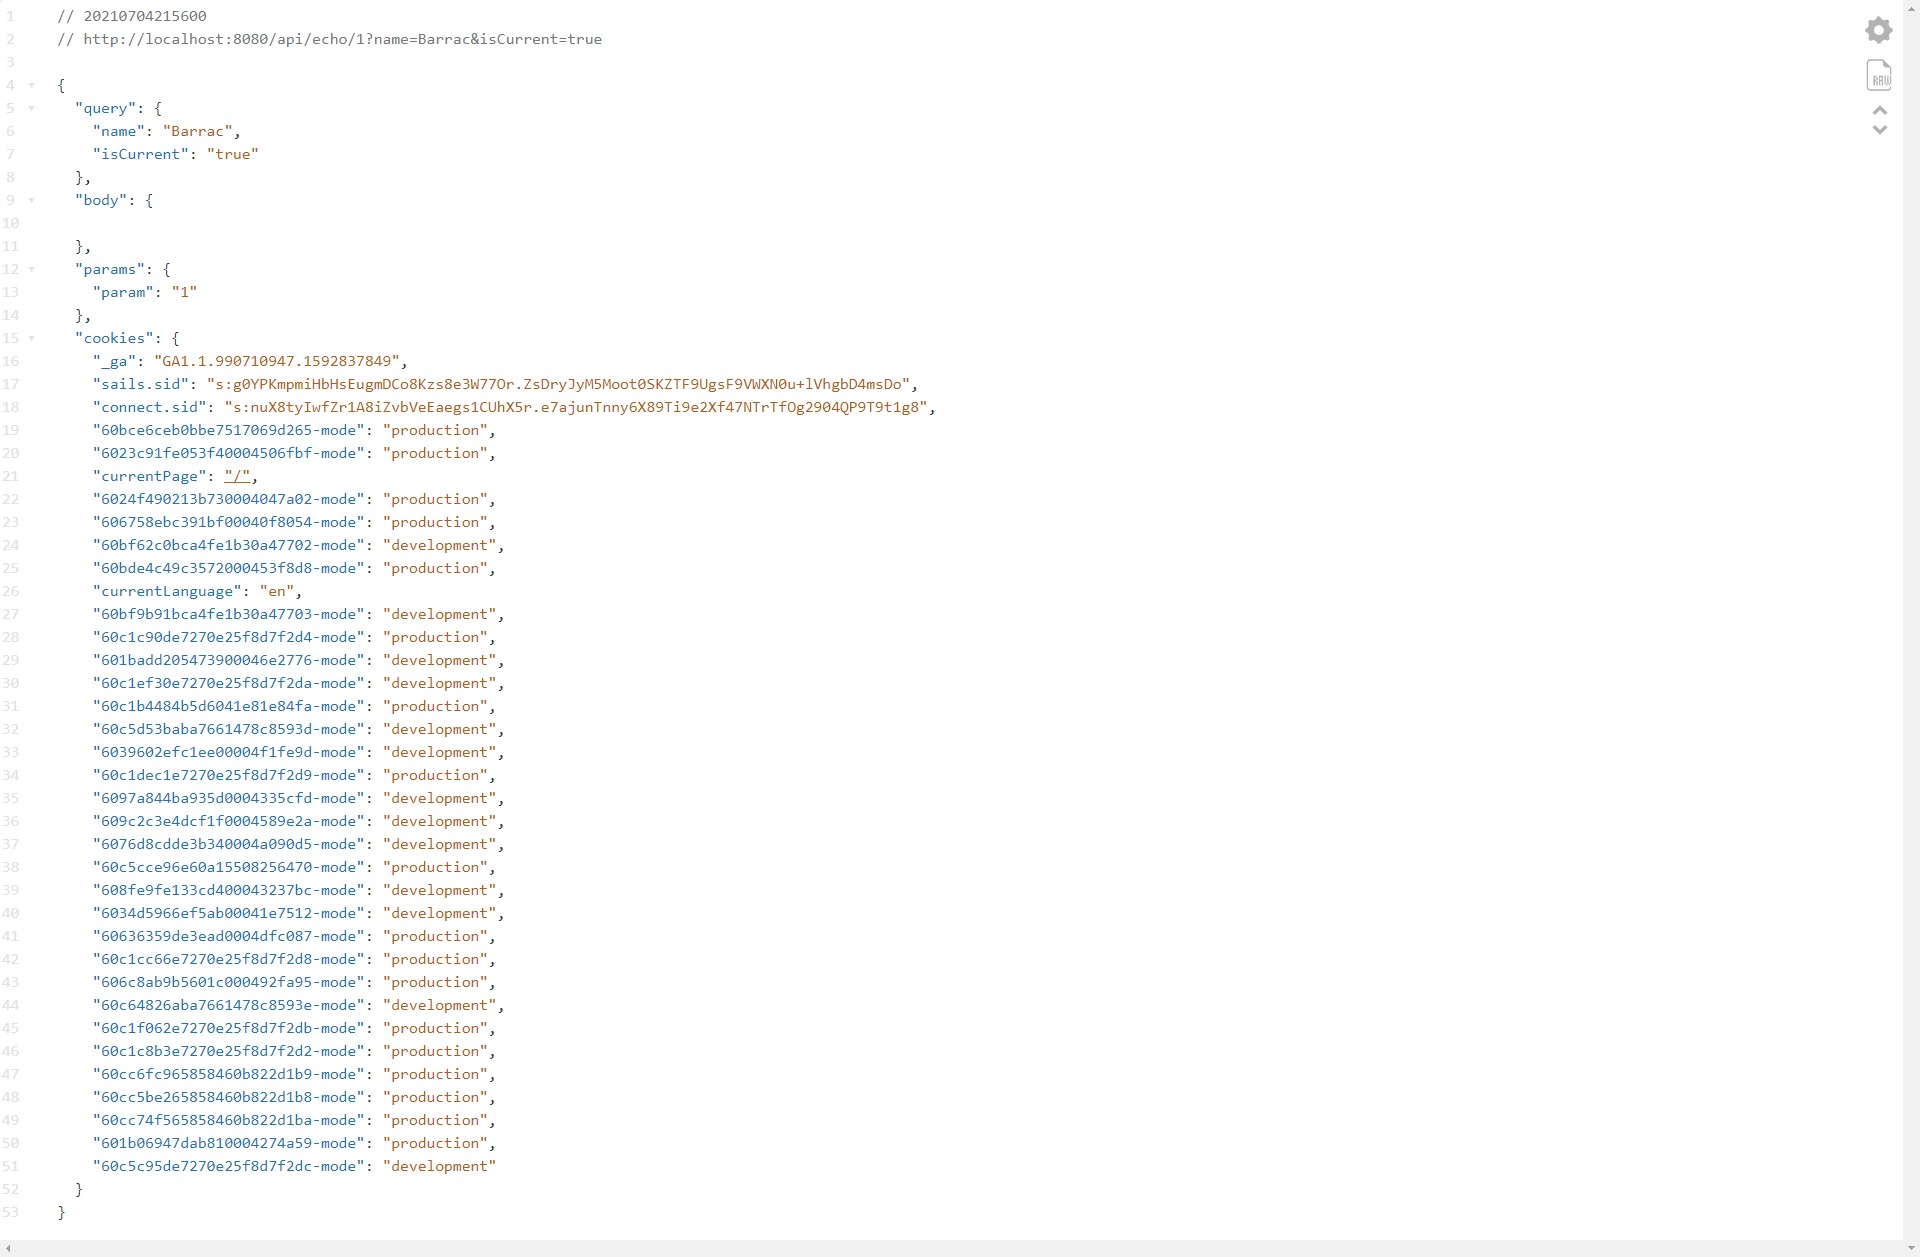 1 // 20210704215600
2 // http://localhost:8080/api/echo/1?name=Barrac&isCurrent=true
3
4 {
5 "query": {
6 "name": "Barrac",
7 "isCurrent": "true"
8 },
9 "body": {
10
11 },
12 "params": {
13 "param": "1"
14 },
15 "cookies": {
16 "_ga": "GA1.1.990710947.1592837849",
17 "sails.sid": "s:g0YPKmpmiHbHsEugmDCo8Kzs8e3W77Or.ZsDryJyM5Moot0SKZTF9UgsF9VWXN0u+lVhgbD4msDo",
18 "connect.sid": "s:nuX8tyIwfZr1A8iZvbVeEaegs1CUhX5r.e7ajunTnny6X89Ti9e2Xf47NTrTfOg2904QP9T9t1g8",
19 "60bce6ceb0bbe7517069d265-mode": "production",
20 "6023c91fe053f40004506fbf-mode": "production",
21 "currentPage": "/",
22 "6024f490213b730004047a02-mode": "production",
23 "606758ebc391bf00040f8054-mode": "production",
24 "60bf62c0bca4fe1b30a47702-mode": "development",
25 "60bde4c49c3572000453f8d8-mode": "production",
26 "currentLanguage": "en",
27 "60bf9b91bca4fe1b30a47703-mode": "development",
28 "60c1c90de7270e25f8d7f2d4-mode": "production",
29 "601badd205473900046e2776-mode": "development",
30 "60c1ef30e7270e25f8d7f2da-mode": "development",
31 "60c1b4484b5d6041e81e84fa-mode": "production",
32 "60c5d53baba7661478c8593d-mode": "development",
33 "6039602efc1ee00004f1fe9d-mode": "development",
34 "60c1dec1e7270e25f8d7f2d9-mode": "production",
35 "6097a844ba935d0004335cfd-mode": "development",
36 "609c2c3e4dcf1f0004589e2a-mode": "development",
37 "6076d8cdde3b340004a090d5-mode": "development",
38 "60c5cce96e60a15508256470-mode": "production",
39 "608fe9fe133cd400043237bc-mode": "development",
40 "6034d5966ef5ab00041e7512-mode": "development",
41 "60636359de3ead0004dfc087-mode": "production",
42 "60c1cc66e7270e25f8d7f2d8-mode": "production",
43 "606c8ab9b5601c000492fa95-mode": "production",
44 "60c64826aba7661478c8593e-mode": "development",
45 "60c1f062e7270e25f8d7f2db-mode": "production",
46 "60c1c8b3e7270e25f8d7f2d2-mode": "production",
47 "60cc6fc965858460b822d1b9-mode": "production",
48 "60cc5be265858460b822d1b8-mode": "production",
49 "60cc74f565858460b822d1ba-mode": "production",
50 "601b06947dab810004274a59-mode": "production",
51 "60c5c95de7270e25f8d7f2dc-mode": "development"
52 }
53 }
RAW